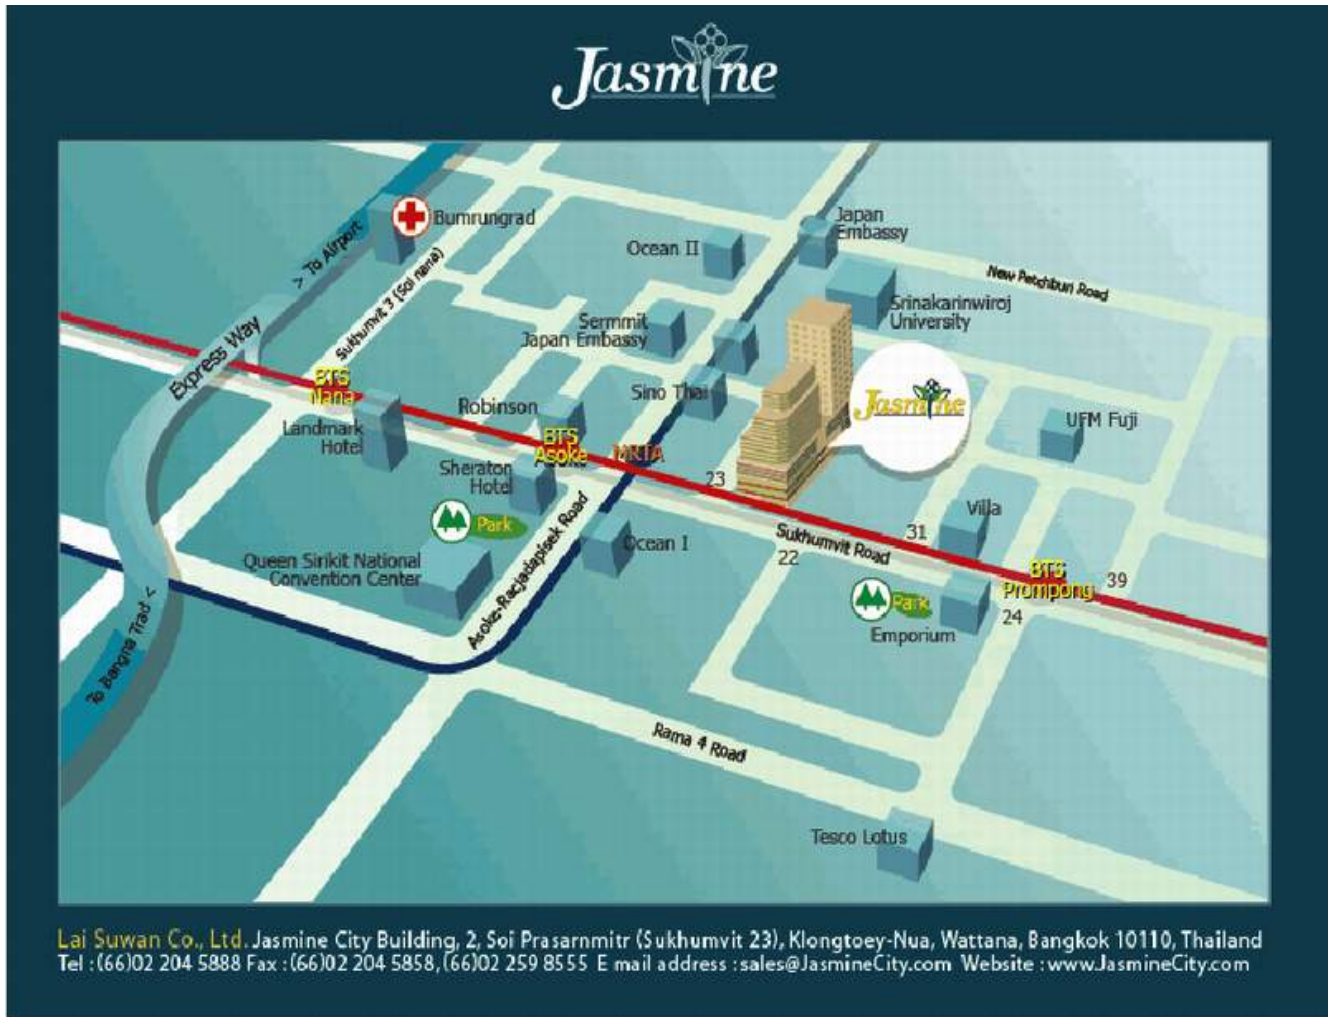 Jasmine
> To Airport
Bumrungrad
Japan
Embassy
Ocean II
Sukhumvit 3 (Soi nana)
New Petchburi Road
Srinakarinwiroj
University
Sermmit
Japan Embassy
Express Way
BTS
Nana
Sino Thai
Jasmine
Robinson
UFM Fuji
Landmark
Hotel
BTS
Asoke
MRTA
Sheraton
Hotel
23
Park
Villa
Sukhumvit Road
31
22
Ocean I
Queen Sirikit National
Convention Center
Asoke-Racjadapisek Road
BTS
Prompong
39
Park
24
Emporium
To Bangna Trad <
Rama 4 Road
Tesco Lotus
Lai Suwan Co., Ltd. Jasmine City Building, 2, Soi Prasarnmitr (Sukhumvit 23), Klongtoey-Nua, Wattana, Bangkok 10110, Thailand
Tel :(66)02 204 5888 Fax :(66)02 204 5858, (66)02 259 8555 E mail address :sales@JasmineCity.com Website :www.JasmineCity.com